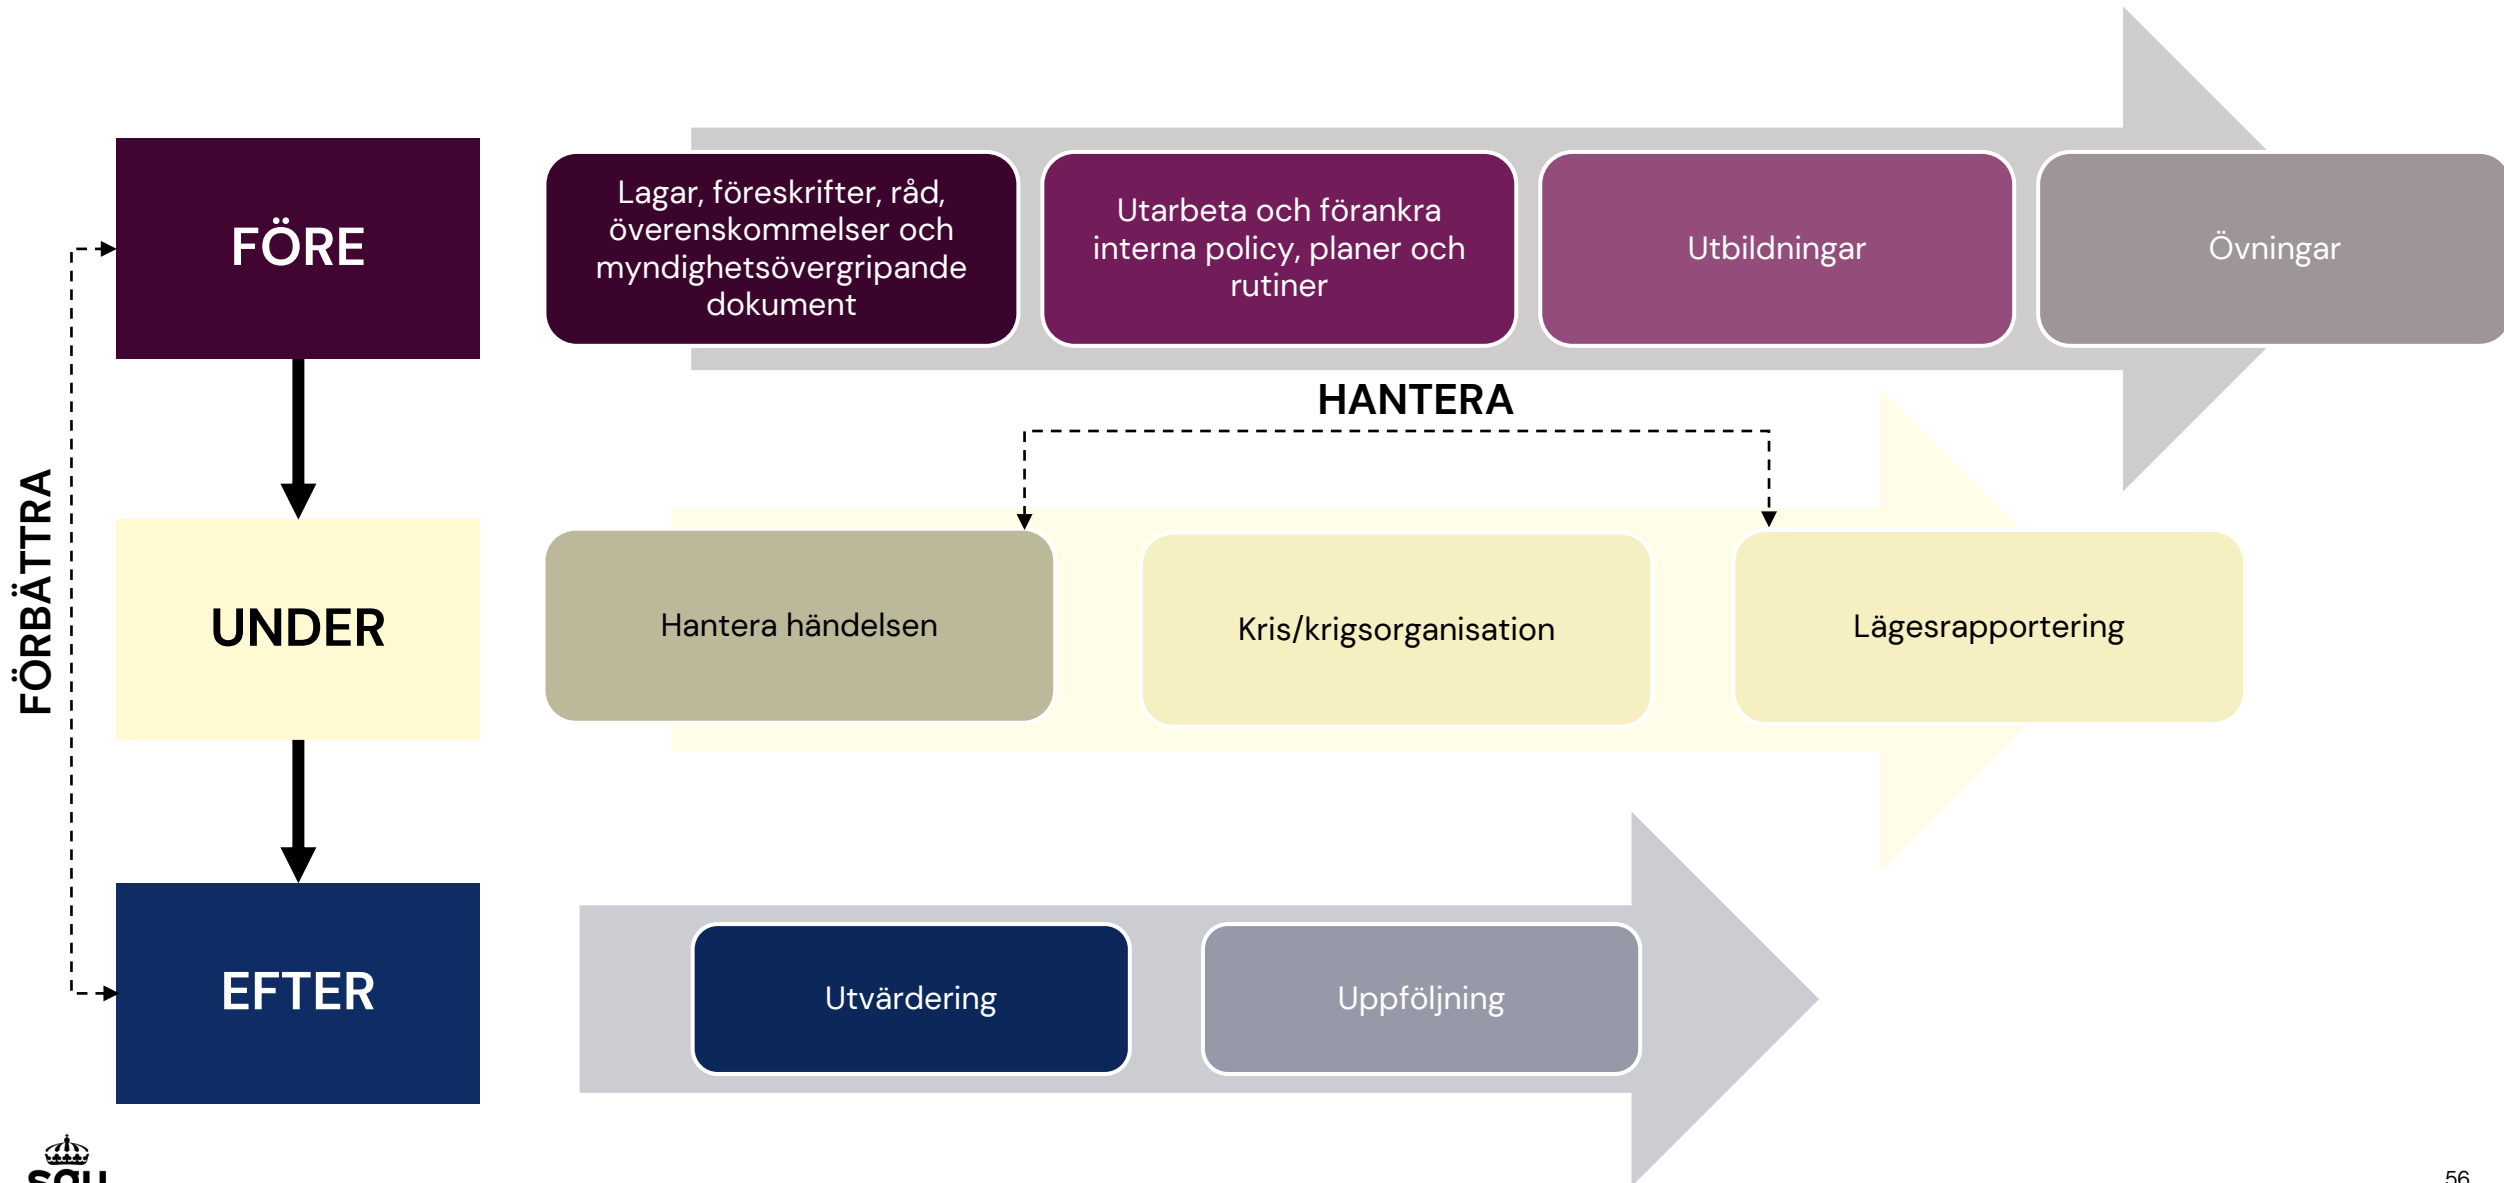 FÖRE
Lagar, föreskrifter, råd,
överenskommelser och
myndighetsövergripande
dokument
Utarbeta och förankra
interna policy, planer och
rutiner
Utbildningar
Övningar
HANTERA
FÖRBÄTTRA
UNDER
Hantera händelsen
Kris/krigsorganisation
Lägesrapportering
EFTER
Utvärdering
Uppföljning
sgu
56